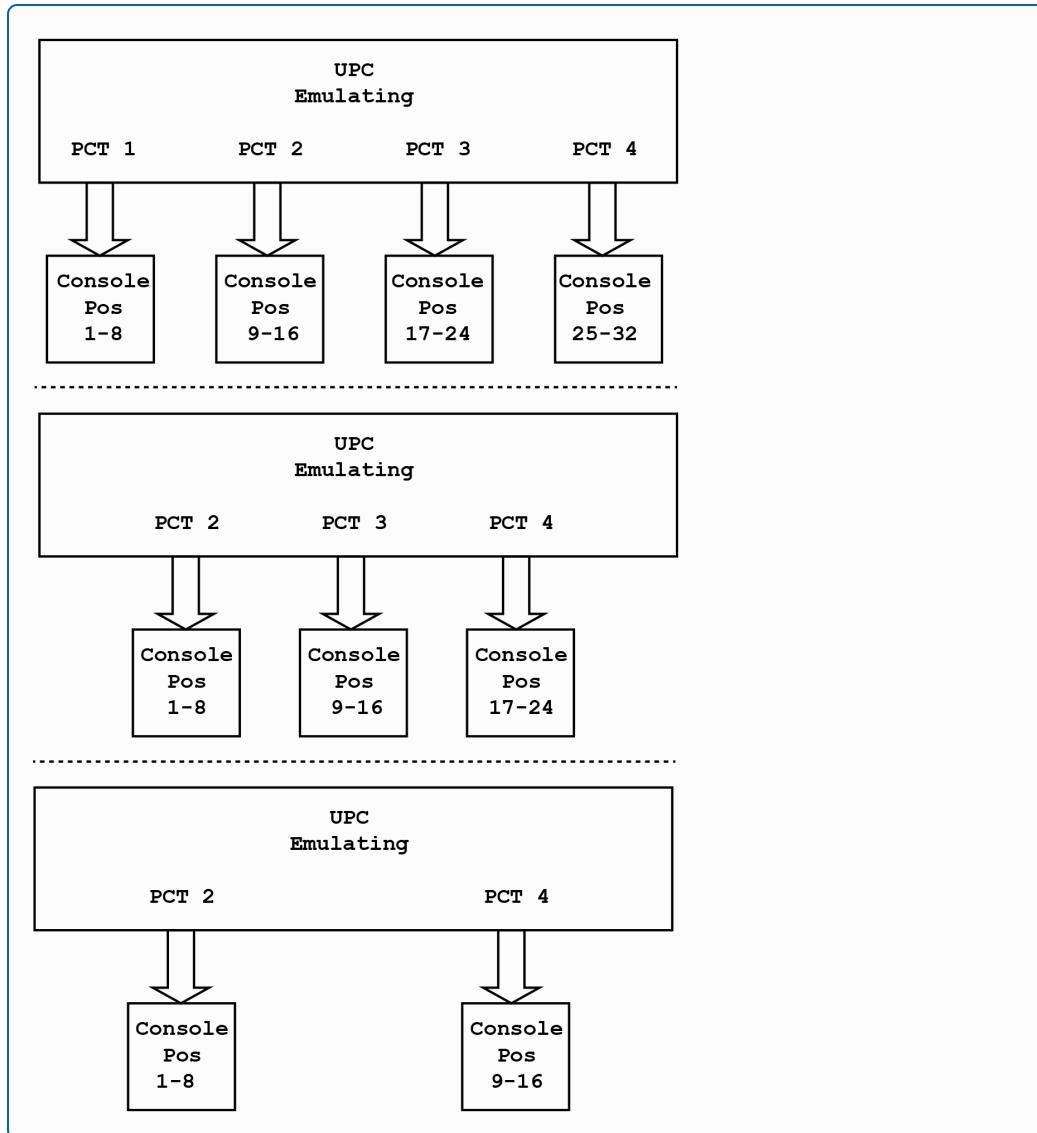 UPC
Emulating
PCT 1 PCT 2 PCT 3 PCT 4
Console Console Console Console
Pos Pos Pos Pos
1-8 9-16 17-24 25-32
UPC
Emulating
PCT 2 PCT 3 PCT 4
Console Console Console
Pos Pos Pos
1-8 9-16 17-24
UPC
Emulating
PCT 2 PCT 4
Console Console
Pos Pos
1-8 9-16